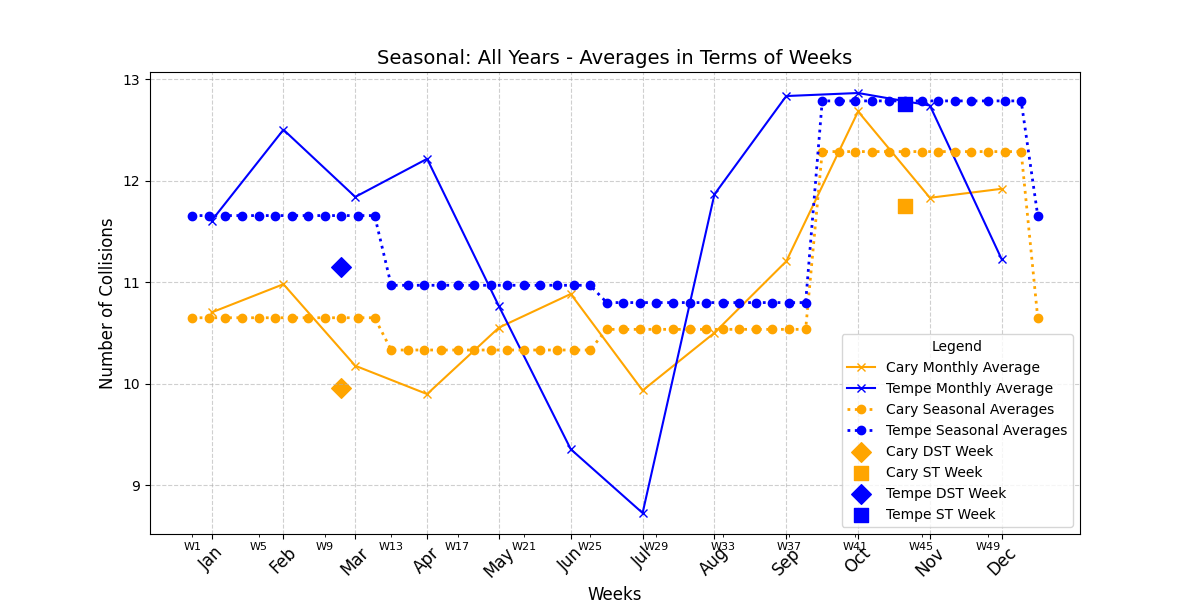 Seasonal: All Years - Averages in Terms of Weeks
Number of Collisions
13
12
11
10
9
Legend
Cary Monthly Average
Tempe Monthly Average
Cary Seasonal Averages
Tempe Seasonal Averages
Cary DST Week
Cary ST Week
Tempe DST Week
Tempe ST Week
W1 W5 W9 W13 W17 W21 W25 W29 W33 W37 W41 W45 W49
Jan Feb Mar Apr May Jun Jul Aug Sep Oct Nov Dec
Weeks